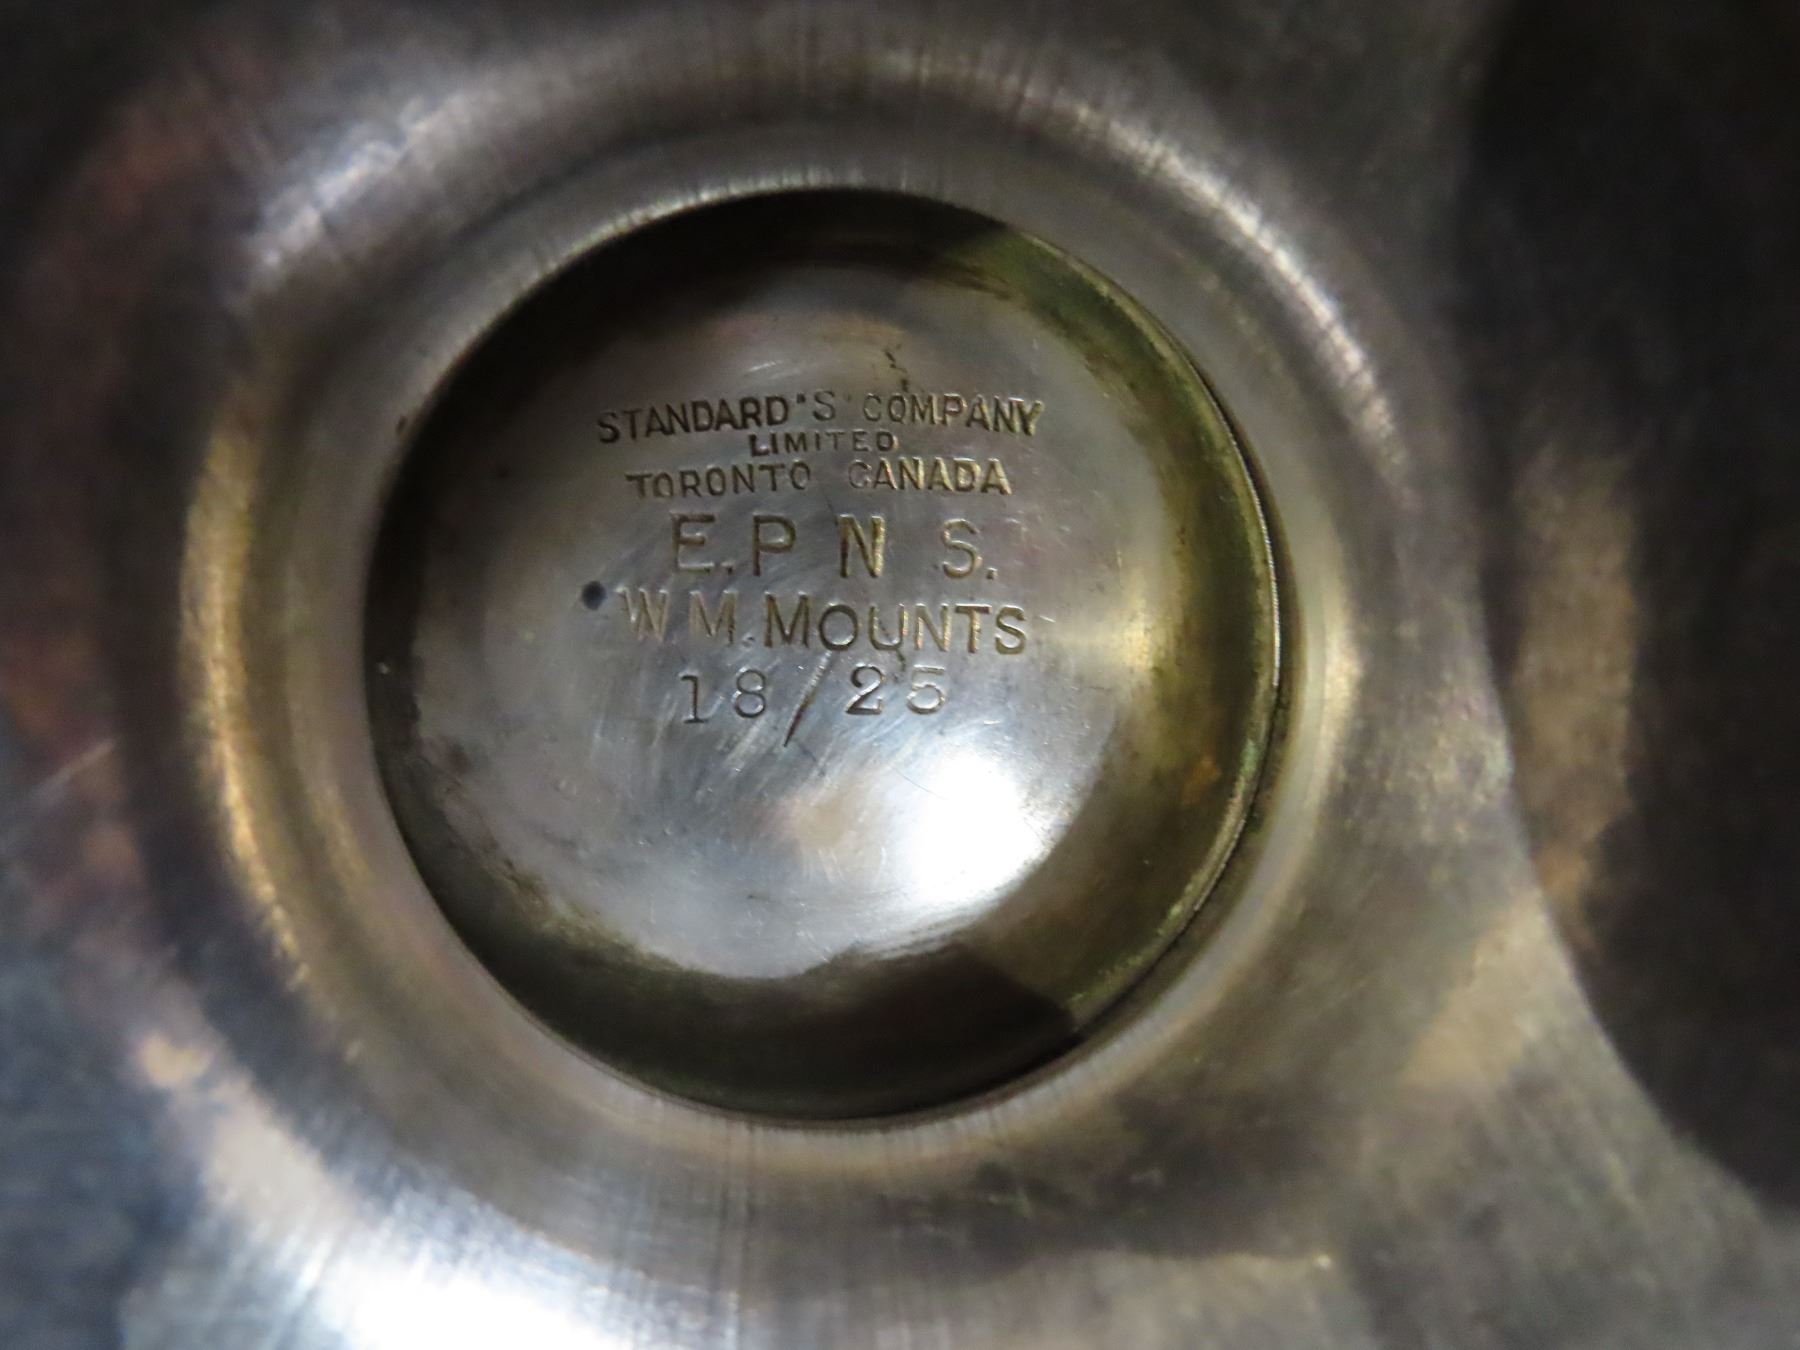 STANDARD "S" COMPANY
LIMITED
TORONTO CANADA
E.P N S.
W M. MOUNTS
18/25